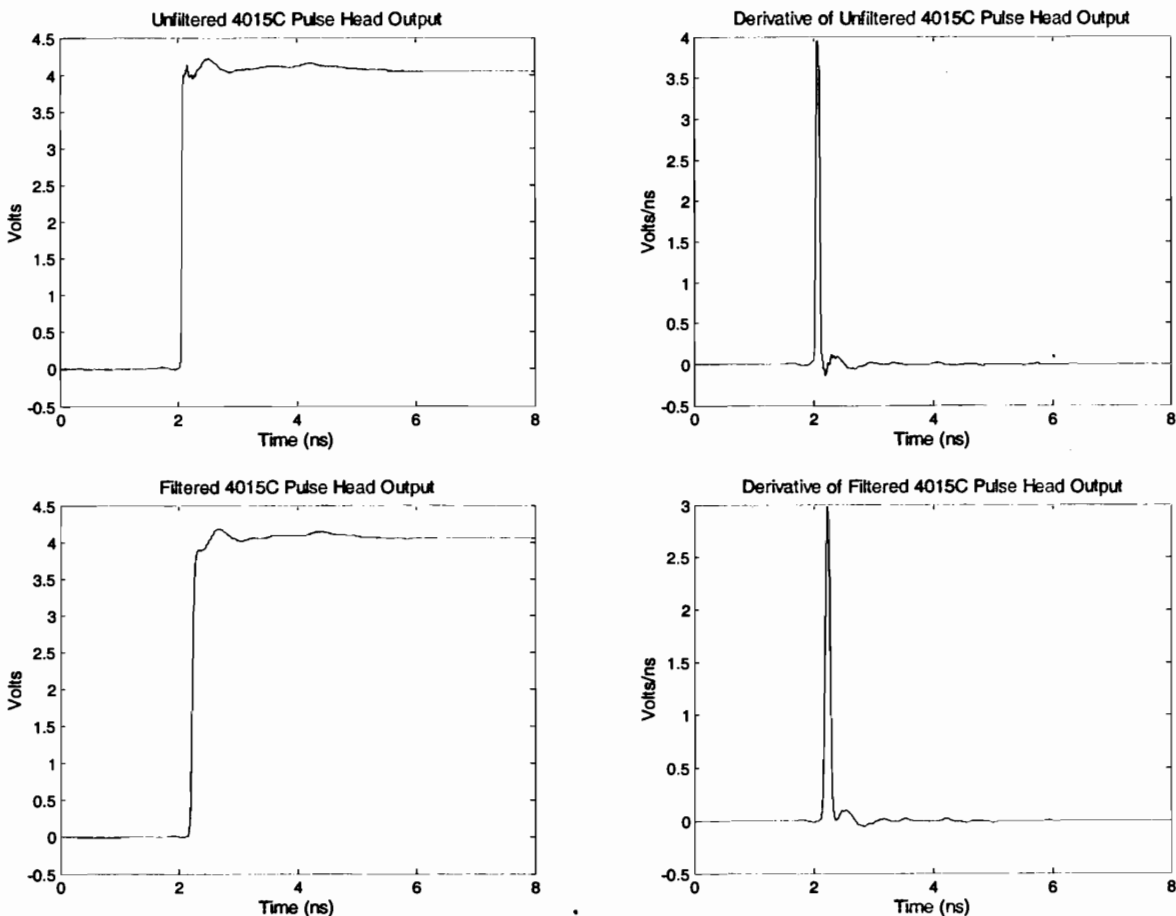 Unfiltered 4015C Pulse Head Output
4.5
4
3.5
3
2.5
2
1.5
1
0.5
0
-0.5
Volts
0 2 4 6 8
Time (ns)
Derivative of Unfiltered 4015C Pulse Head Output
4
3.5
3
2.5
2
1.5
1
0.5
0
-0.5
Volts/ns
0 2 4 6 8
Time (ns)
Filtered 4015C Pulse Head Output
4.5
4
3.5
3
2.5
2
1.5
1
0.5
0
-0.5
Volts
0 2 4 6 8
Time (ns)
Derivative of Filtered 4015C Pulse Head Output
3
2.5
2
1.5
1
0.5
0
-0.5
Volts/ns
0 2 4 6 8
Time (ns)